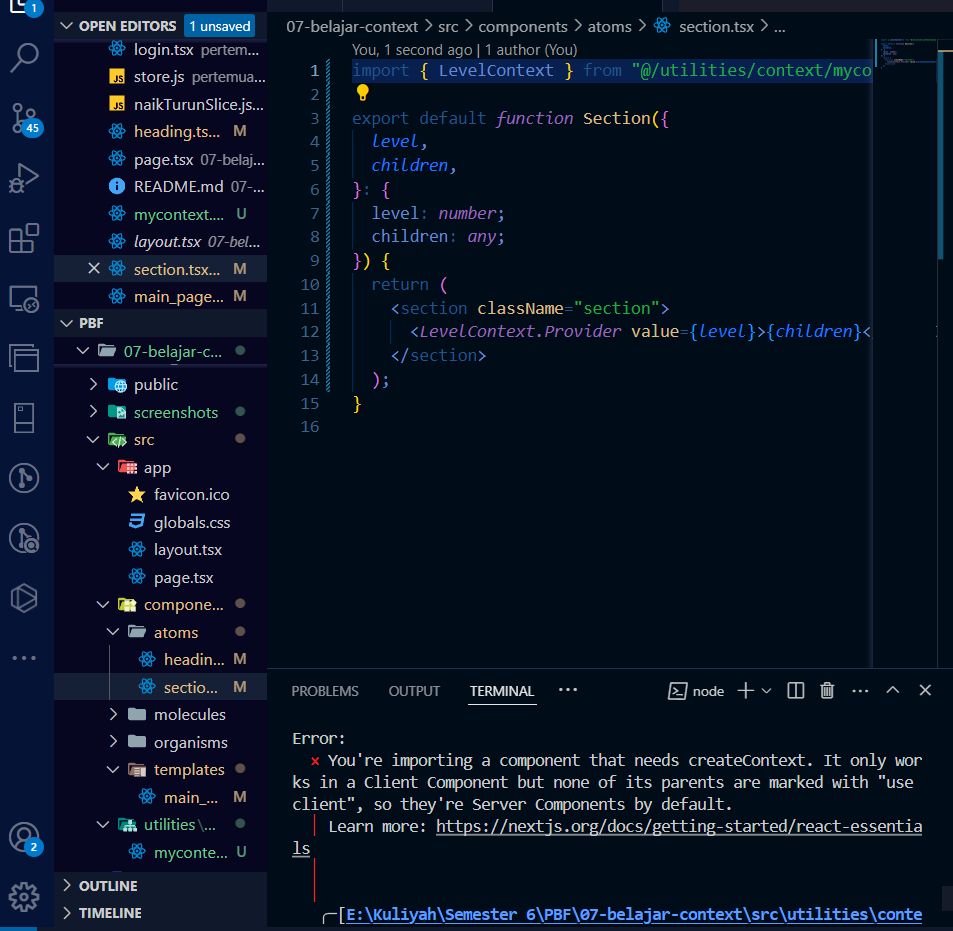 1
OPEN EDITORS
1 unsaved
login.tsx pertem...
store.js pertemua...
naikTurunSlice.js...
heading.ts... M
page.tsx 07-belaj...
README.md 07-...
mycontext.... U
layout.tsx 07-bel...
section.tsx... M
main_page... M
PBF
07-belajar-c...
public
screenshots
src
app
favicon.ico
globals.css
layout.tsx
page.tsx
compone...
atoms
headin... M
sectio... M
molecules
organisms
templates
main_... M
utilities\...
myconte... U
OUTLINE
TIMELINE
45
2
07-belajar-context > src > components > atoms > section.tsx > ...
You, 1 second ago | 1 author (You)
1 import { LevelContext } from "@/utilities/context/myco
2
3 export default function Section({
4 level,
5 children,
6 }: {
7 level: number;
8 children: any;
9 }) {
10 return (
11 <section className="section">
12 <LevelContext.Provider value={level}>{children}<
13 </section>
14 );
15 }
16
PROBLEMS OUTPUT TERMINAL ... node
Error:
× You're importing a component that needs createContext. It only wor
ks in a Client Component but none of its parents are marked with "use
client", so they're Server Components by default.
Learn more: https://nextjs.org/docs/getting-started/react-essentia
ls
[E:\Kuliyah\Semester 6\PBF\07-belajar-context\src\utilities\conte